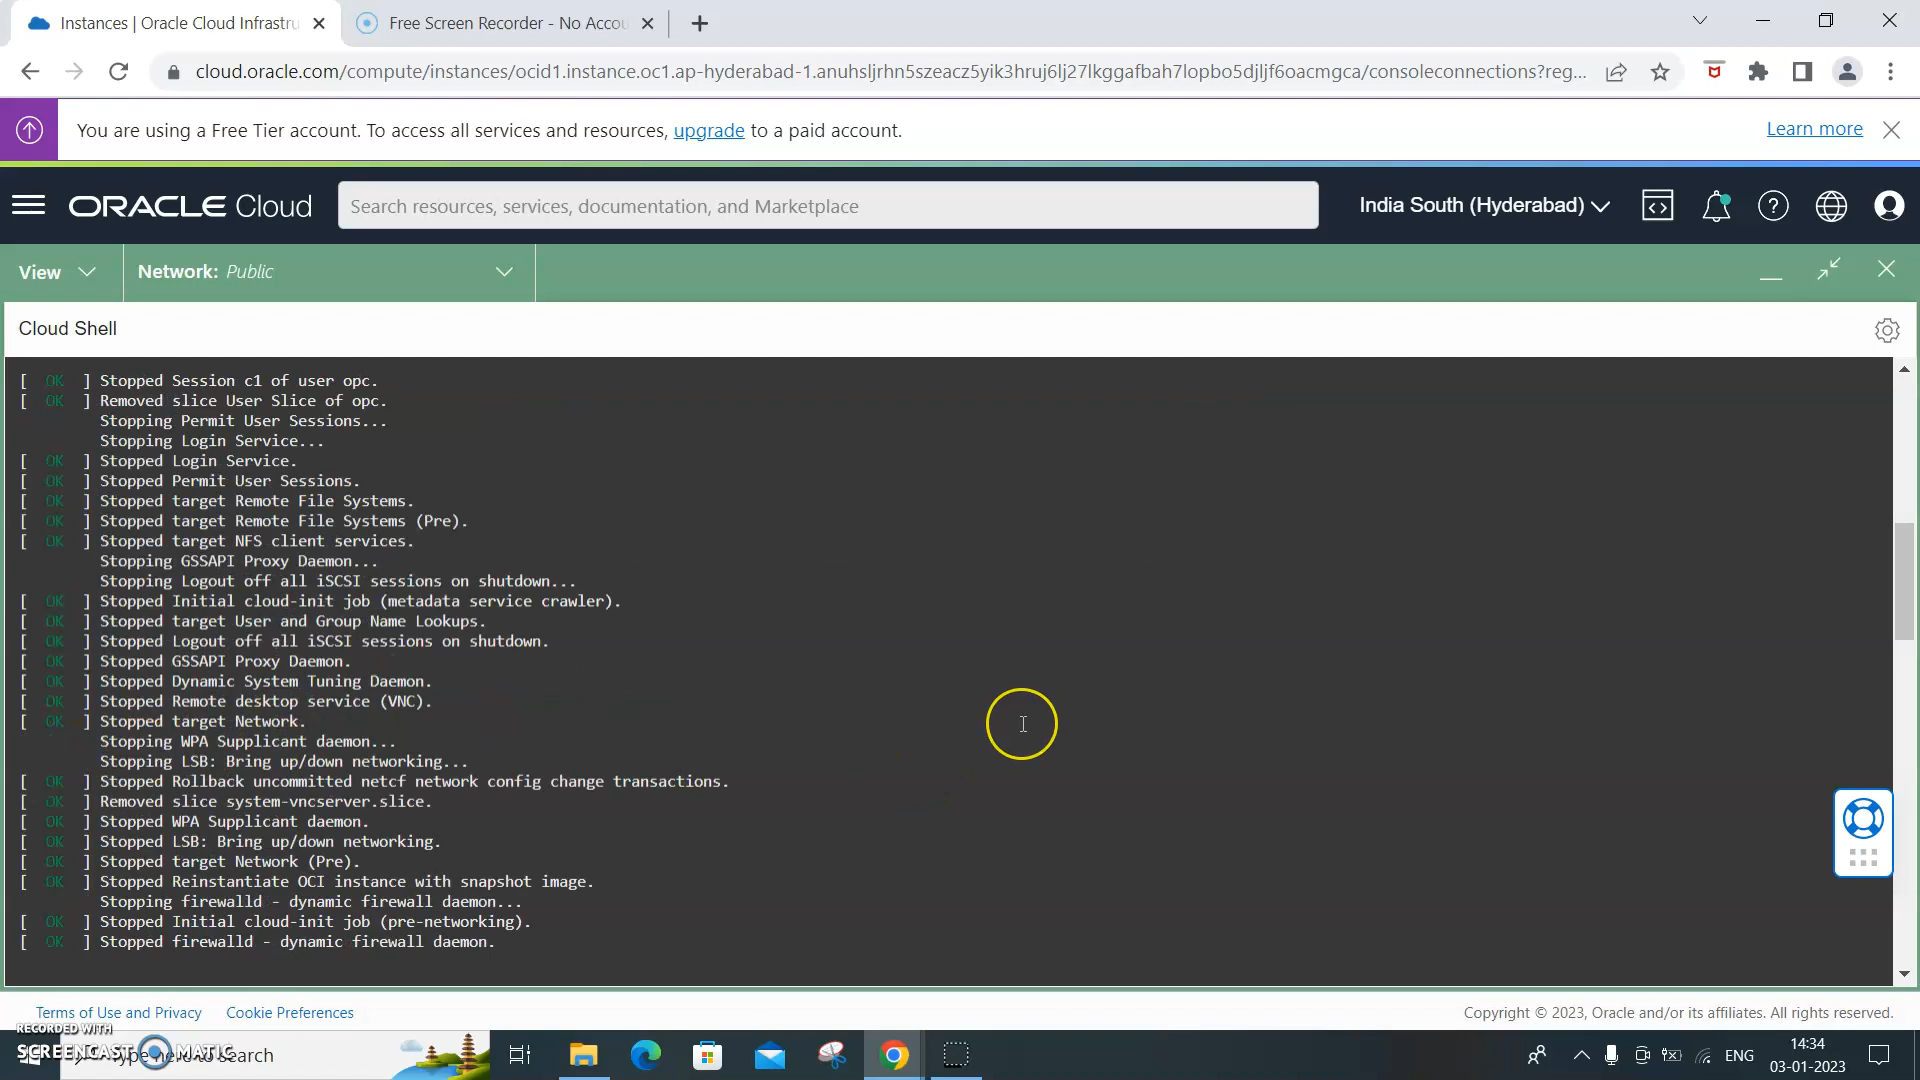 Instances | Oracle Cloud Infrastru
Free Screen Recorder - No Accou
cloud.oracle.com/compute/instances/ocid1.instance.oc1.ap-hyderabad-1.anuhsljrhn5szeacz5yik3hruj6lj27lkggafbah7lopbo5djljf6oacmgca/consoleconnections?reg...
You are using a Free Tier account. To access all services and resources, upgrade to a paid account.
Learn more
ORACLE Cloud
Search resources, services, documentation, and Marketplace
India South (Hyderabad)
View
Network: Public
Cloud Shell
[ OK ] Stopped Session c1 of user opc.
[ OK ] Removed slice User Slice of opc.
Stopping Permit User Sessions...
Stopping Login Service...
[ OK ] Stopped Login Service.
[ OK ] Stopped Permit User Sessions.
[ OK ] Stopped target Remote File Systems.
[ OK ] Stopped target Remote File Systems (Pre).
[ OK ] Stopped target NFS client services.
Stopping GSSAPI Proxy Daemon...
Stopping Logout off all iSCSI sessions on shutdown...
[ OK ] Stopped Initial cloud-init job (metadata service crawler).
[ OK ] Stopped target User and Group Name Lookups.
[ OK ] Stopped Logout off all iSCSI sessions on shutdown.
[ OK ] Stopped GSSAPI Proxy Daemon.
[ OK ] Stopped Dynamic System Tuning Daemon.
[ OK ] Stopped Remote desktop service (VNC).
[ OK ] Stopped target Network.
Stopping WPA Supplicant daemon...
Stopping LSB: Bring up/down networking...
[ OK ] Stopped Rollback uncommitted netcf network config change transactions.
[ OK ] Removed slice system-vncserver.slice.
[ OK ] Stopped WPA Supplicant daemon.
[ OK ] Stopped LSB: Bring up/down networking.
[ OK ] Stopped target Network (Pre).
[ OK ] Stopped Reinstantiate OCI instance with snapshot image.
Stopping firewalld - dynamic firewall daemon...
[ OK ] Stopped Initial cloud-init job (pre-networking).
[ OK ] Stopped firewalld - dynamic firewall daemon.
Terms of Use and Privacy
Cookie Preferences
Copyright © 2023, Oracle and/or its affiliates. All rights reserved.
RECORDED WITH
SCREENCAST MATIC
Type here to search
ENG
14:34
03-01-2023